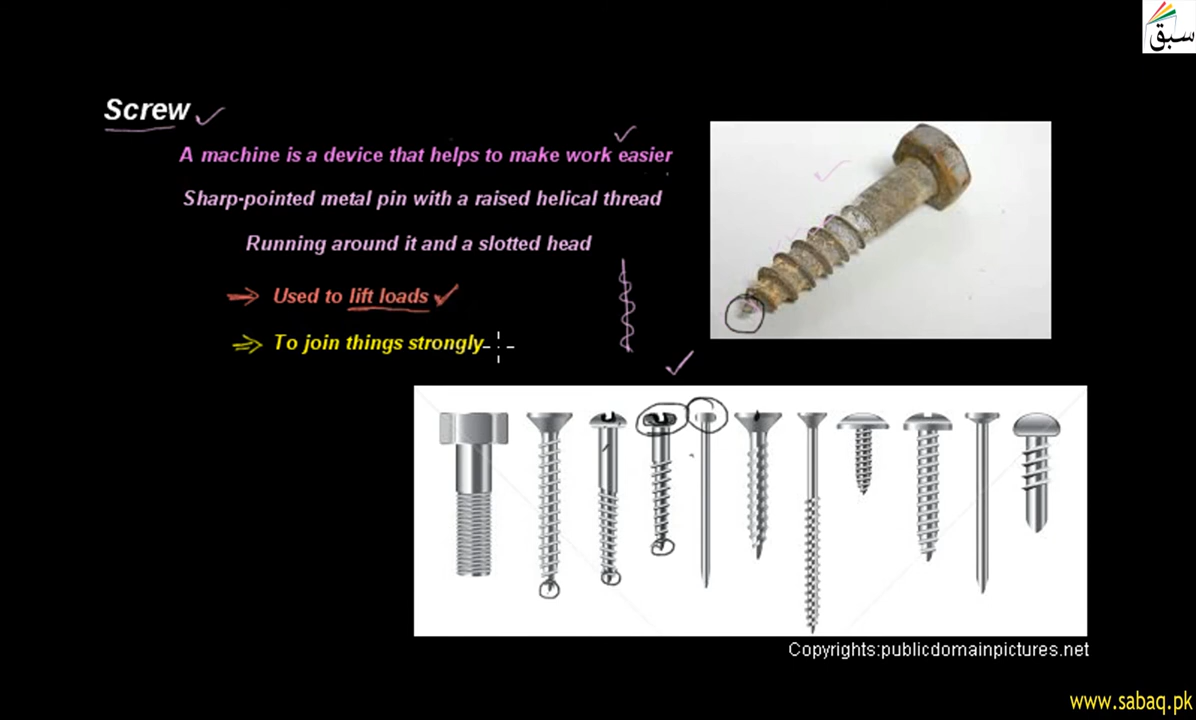 سبق
Screw
A machine is a device that helps to make work easier
Sharp-pointed metal pin with a raised helical thread
Running around it and a slotted head
Used to lift loads
To join things strongly
Copyrights:publicdomainpictures.net
www.sabaq.pk